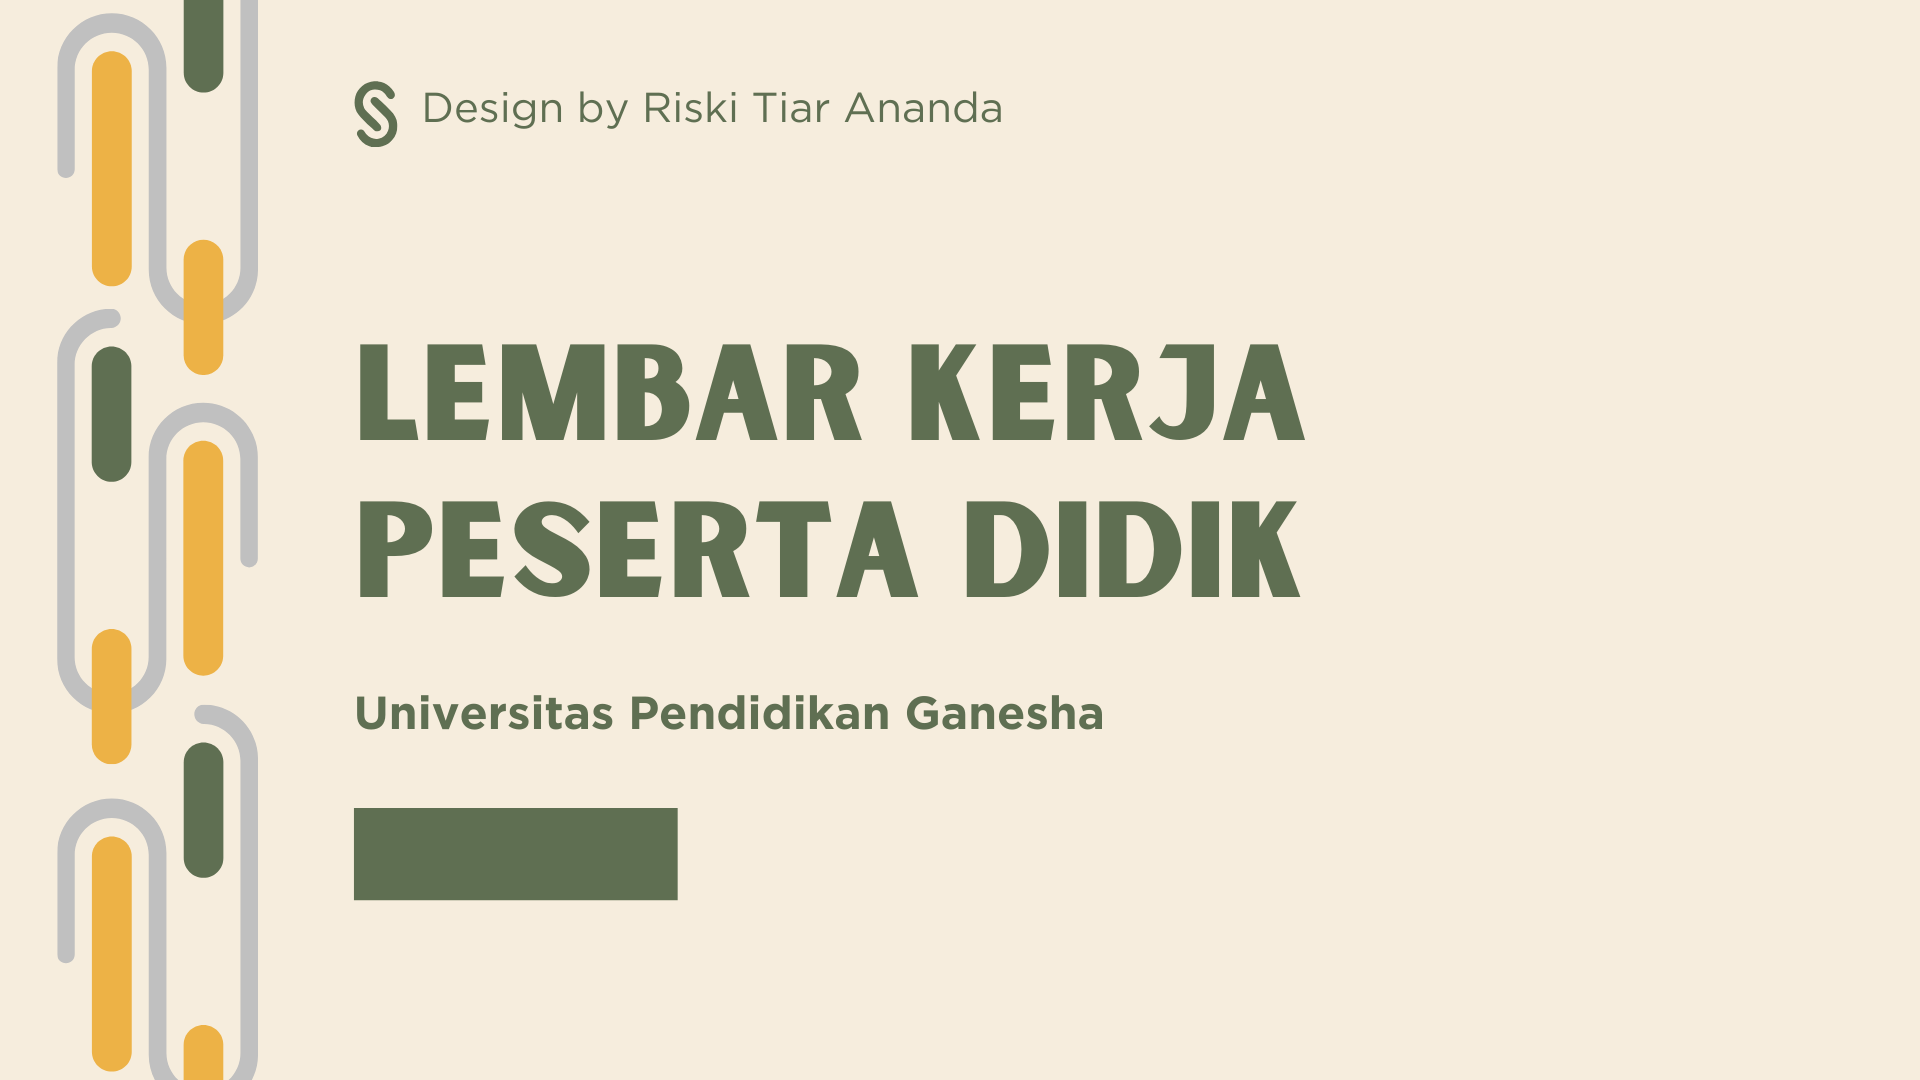 Design by Riski Tiar Ananda
LEMBAR KERJA
PESERTA DIDIK
Universitas Pendidikan Ganesha